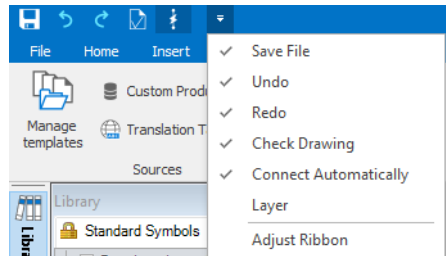 File Home Insert
Save File
Undo
Redo
Check Drawing
Connect Automatically
Layer
Adjust Ribbon
Manage
templates
Custom
Translation
Sources
Library
Standard Symbols